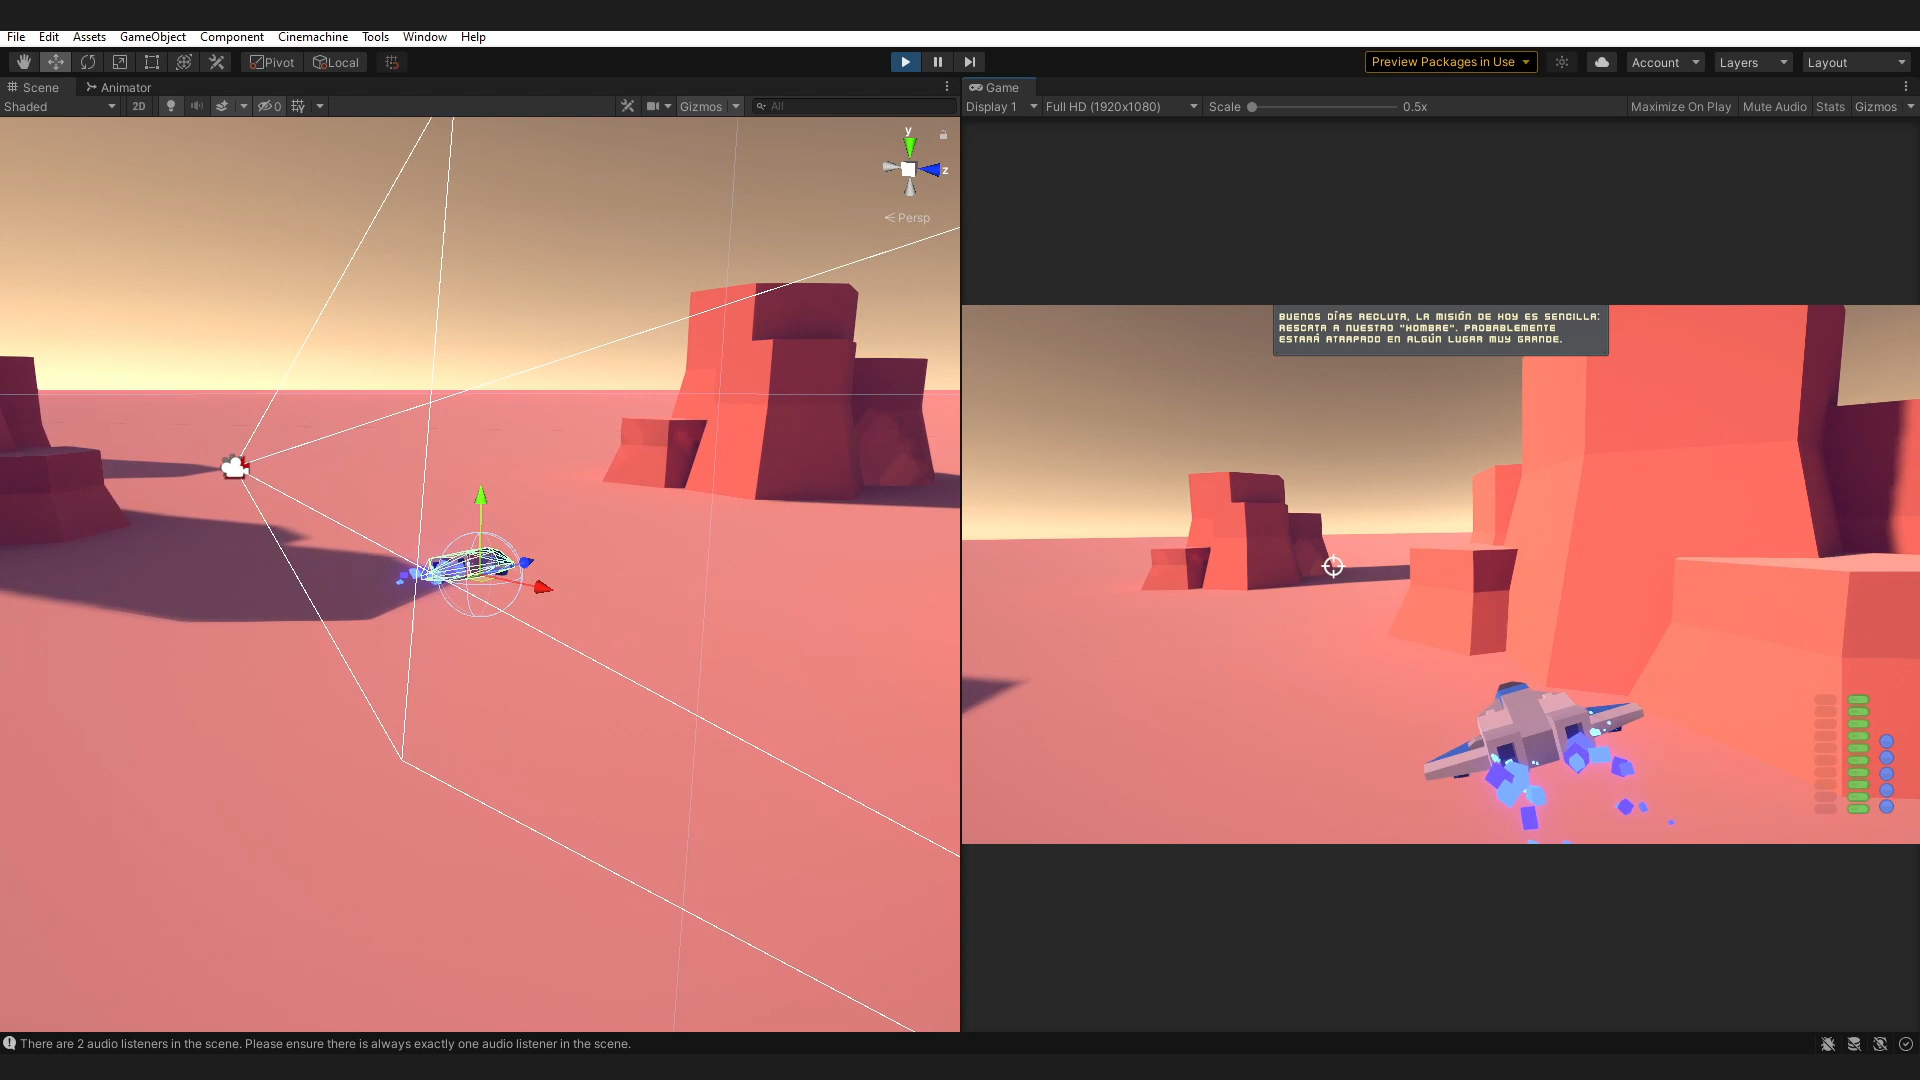 File Edit Assets GameObject Component Cinemachine Tools Window Help
Pivot Local Preview Packages in Use Account Layers Layout
Scene Animator
Game
Shaded 2D 0 Gizmos All
Display 1 Full HD (1920x1080) Scale 0.5x Maximize On Play Mute Audio Stats Gizmos
y
z
Persp
BUENOS DÍAS RECLUTA, LA MISIÓN DE HOY ES SENCILLA:
RESCATA A NUESTRO "HOMBRE". PROBABLEMENTE
ESTARÁ ATRAPADO EN ALGÚN LUGAR MUY GRANDE.
There are 2 audio listeners in the scene. Please ensure there is always exactly one audio listener in the scene.